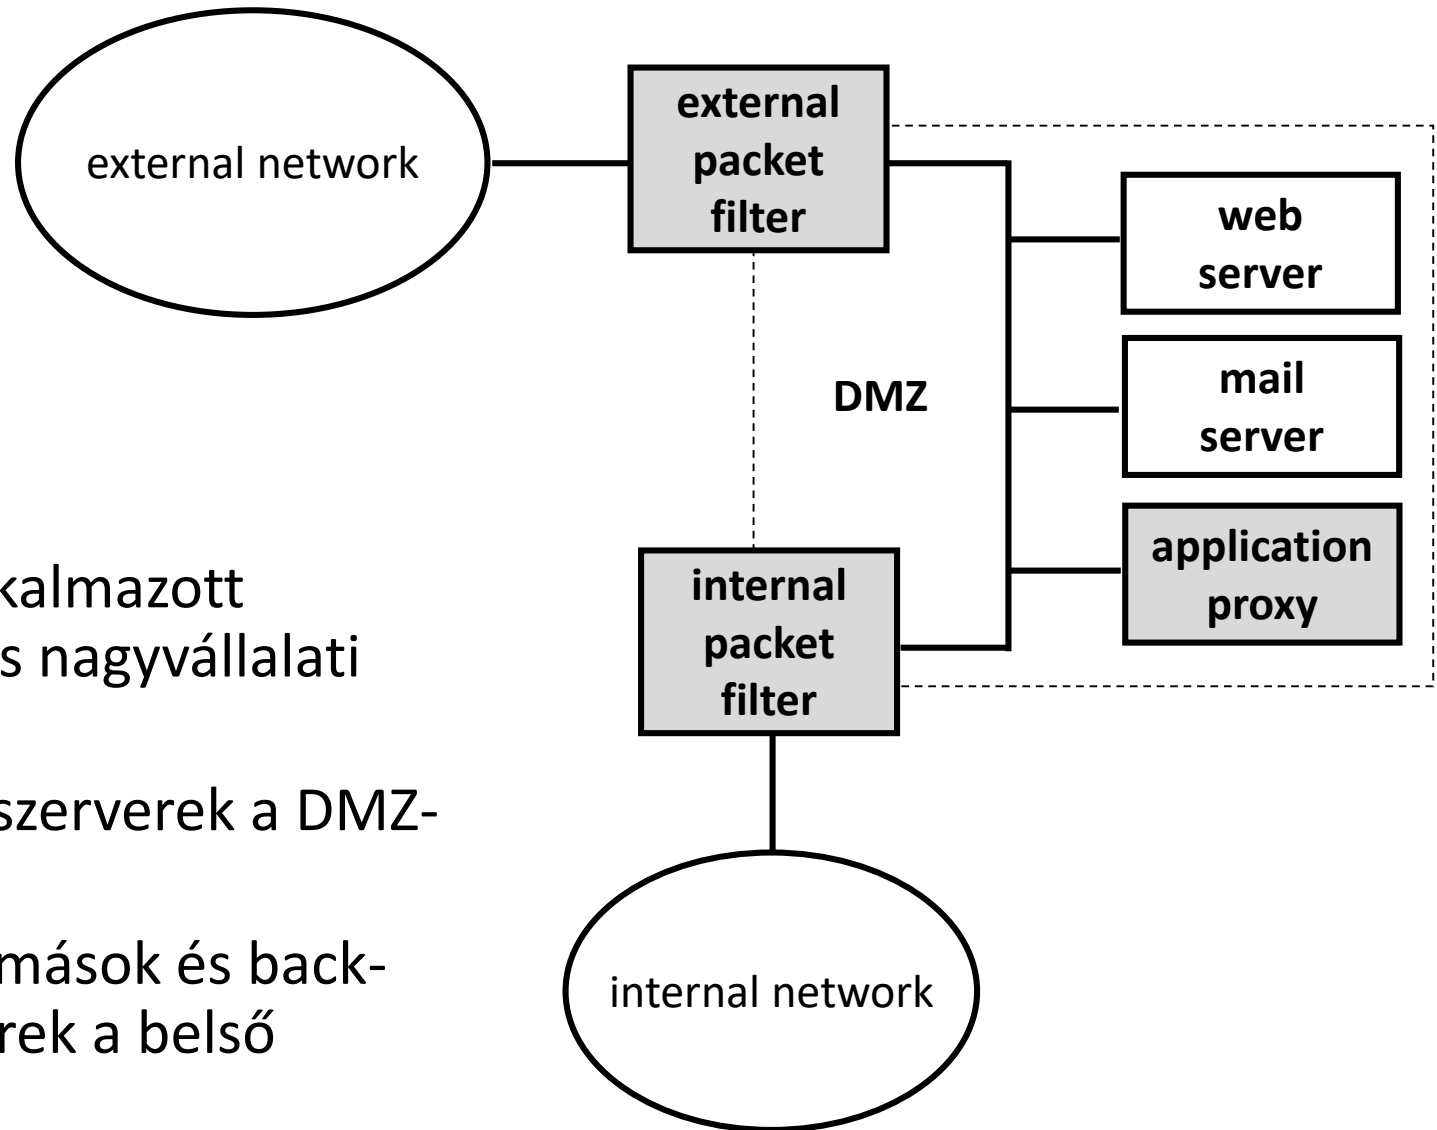 external network
external
packet
filter
web
server
mail
server
DMZ
application
proxy
internal
packet
filter
internal network
kalmazott
s nagyvállalati
szerverek a DMZ-
mások és back-
rek a belső